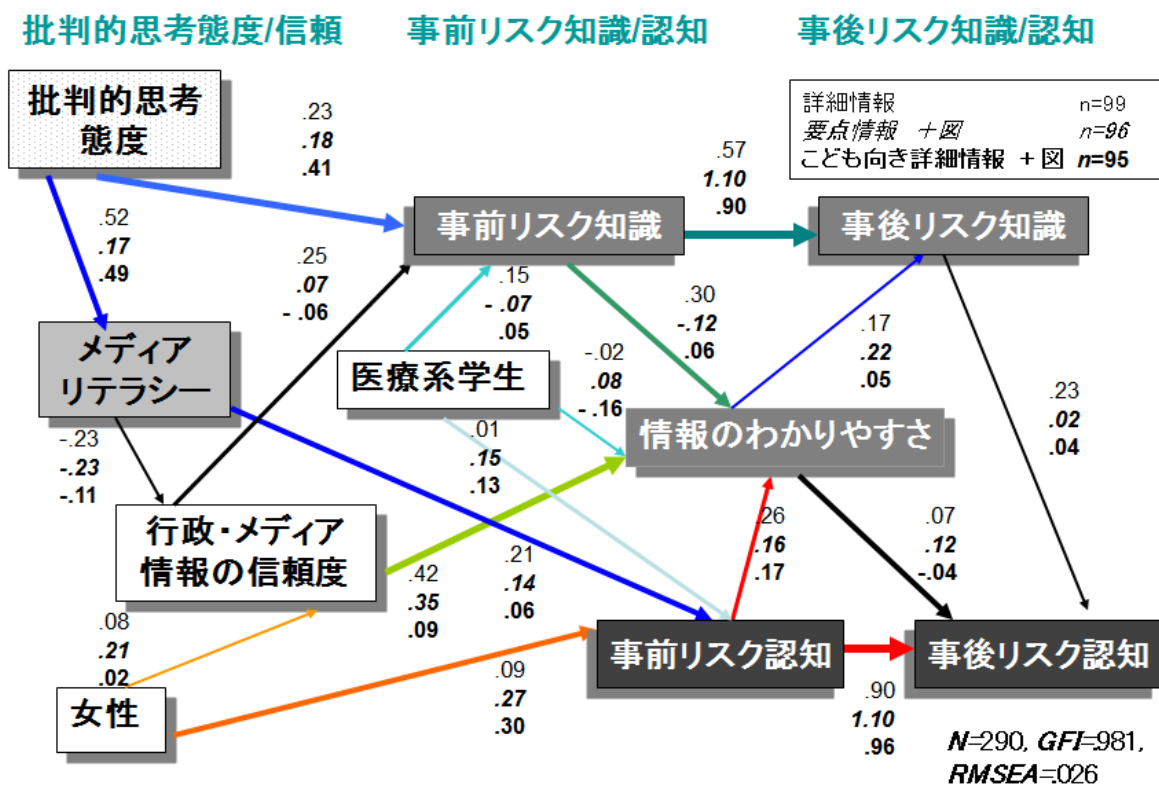 批判的思考態度/信頼
事前リスク知識/認知
事後リスク知識/認知
批判的思考
態度
.23
.18
.41
詳細情報 n=99
要点情報 +図 n=96
こども向き詳細情報 +図 n=95
.57
1.10
.90
.52
.17
.49
事前リスク知識
事後リスク知識
.25
.07
- .06
.15
- .07
.05
.30
-.12
.06
.17
.22
.05
メディア
リテラシー
医療系学生
-.02
.08
- .16
情報のわかりやすさ
.23
.02
.04
-.23
-.23
-.11
.01
.15
.13
行政・メディア
情報の信頼度
.26
.16
.17
.07
.12
-.04
.42
.35
.09
.21
.14
.06
.08
.21
.02
女性
事前リスク認知
事後リスク認知
.09
.27
.30
.90
1.10
.96
N=290, GFI=.981,
RMSEA=.026